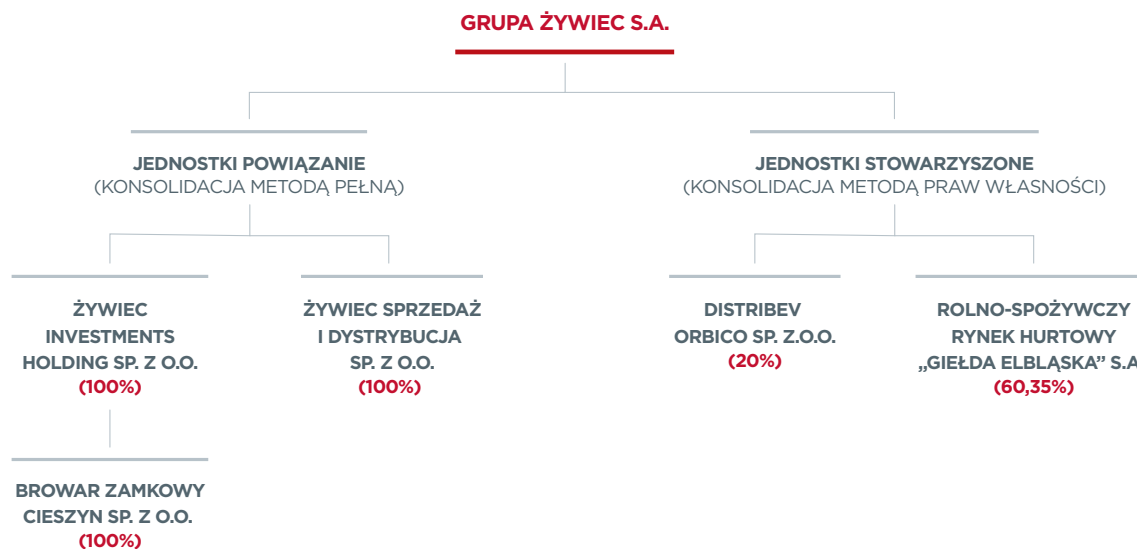 GRUPA ŻYWIEC S.A.
JEDNOSTKI POWIĄZANIE
(KONSOLIDACJA METODĄ PEŁNĄ)
JEDNOSTKI STOWARZYSZONE
(KONSOLIDACJA METODĄ PRAW WŁASNOŚCI)
ŻYWIEC
INVESTMENTS
HOLDING SP. Z O.O.
(100%)
ŻYWIEC SPRZEDAŻ
I DYSTRYBUCJA
SP. Z O.O.
(100%)
DISTRIBEV
ORBICO SP. Z.O.O.
(20%)
ROLNO-SPOŻYWCZY
RYNEK HURTOWY
„GIEŁDA ELBLĄSKA” S.A
(60,35%)
BROWAR ZAMKOWY
CIESZYN SP. Z O.O.
(100%)